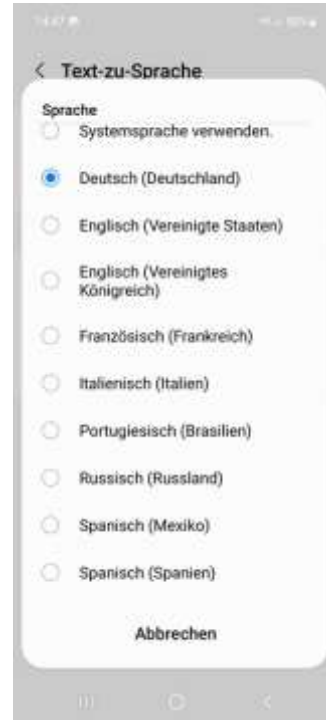 Text-zu-Sprache
Sprache
Systemsprache verwenden.
Deutsch (Deutschland)
Englisch (Vereinigte Staaten)
Englisch (Vereinigtes
Königreich)
Französisch (Frankreich)
Italienisch (Italien)
Portugiesisch (Brasilien)
Russisch (Russland)
Spanisch (Mexiko)
Spanisch (Spanien)
Abbrechen